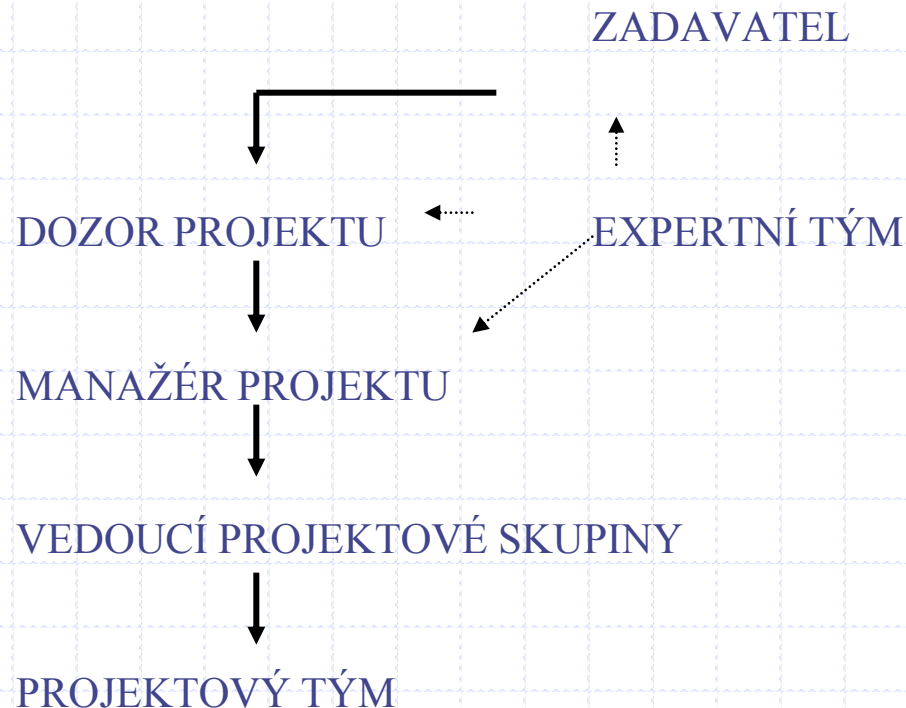 ZADAVATEL
DOZOR PROJEKTU
EXPERTNÍ TÝM
MANAŽÉR PROJEKTU
VEDOUCÍ PROJEKTOVÉ SKUPINY
PROJEKTOVÝ TÝM